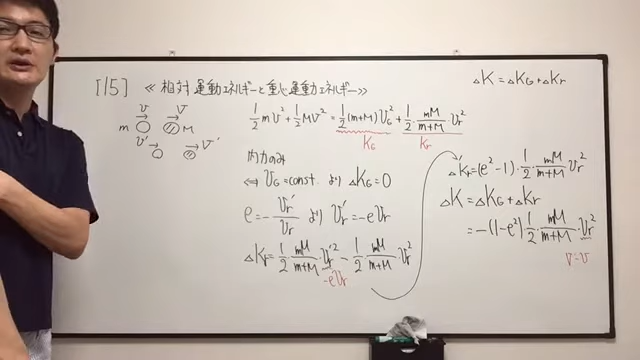 [15] ≪相対運動エネルギーと重心運動エネルギー≫
ΔK = ΔK_G + ΔK_r
v V
m M
v' V'
1/2 mv² + 1/2 MV² = 1/2 (m+M) V_G² + 1/2 · mM/(m+M) · V_r²
K_G K_r
内力のみ
⇔ V_G = const. より ΔK_G = 0
e = - V_r'/V_r より V_r' = -eV_r
ΔK_r = 1/2 · mM/(m+M) · V_r'² - 1/2 · mM/(m+M) · V_r²
-eV_r
ΔK_r = (e² - 1) · 1/2 · mM/(m+M) · V_r²
ΔK = ΔK_G + ΔK_r
= -(1-e²) 1/2 · mM/(m+M) · V_r²
V - v